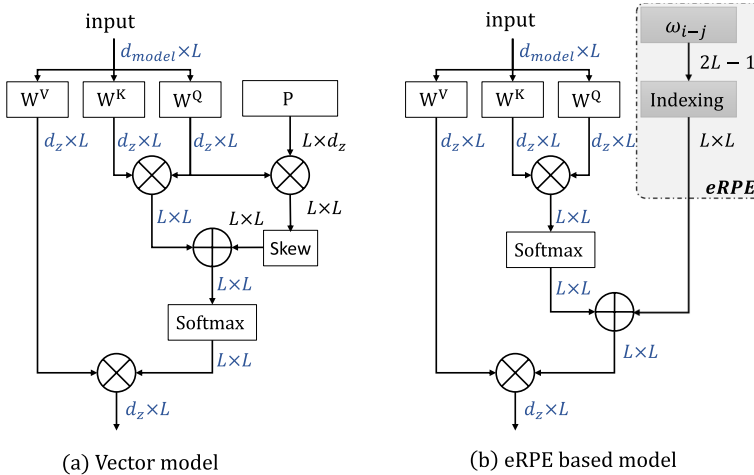 input
d_model×L
W^V
W^K
W^Q
P
d_z×L
d_z×L
d_z×L
L×d_z
L×L
L×L
L×L
Skew
L×L
Softmax
L×L
d_z×L
(a) Vector model
input
d_model×L
W^V
W^K
W^Q
ω_{i−j}
2L−1
Indexing
L×L
eRPE
d_z×L
d_z×L
d_z×L
L×L
Softmax
L×L
L×L
d_z×L
(b) eRPE based model